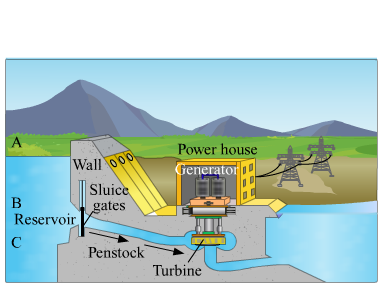 A
Power house
Wall
Generator
Sluice
gates
B
Reservoir
C
Penstock
Turbine